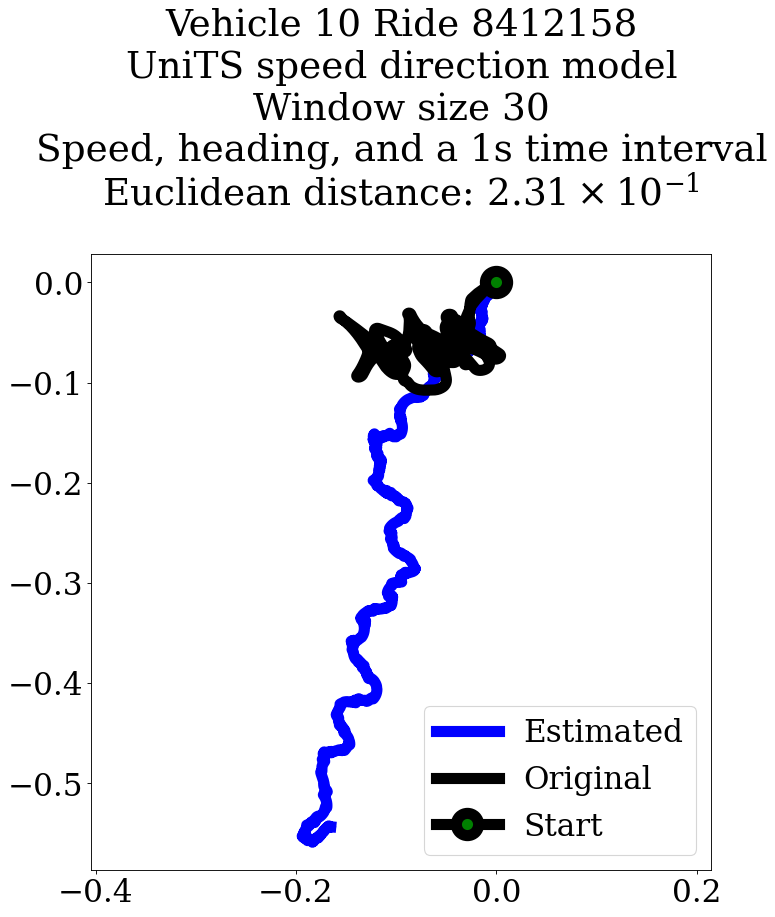 Vehicle 10 Ride 8412158
UniTS speed direction model
Window size 30
Speed, heading, and a 1s time interval
Euclidean distance: 2.31 × 10⁻¹
0.0
−0.1
−0.2
−0.3
−0.4
−0.5
Estimated
Original
Start
−0.4
−0.2
0.0
0.2